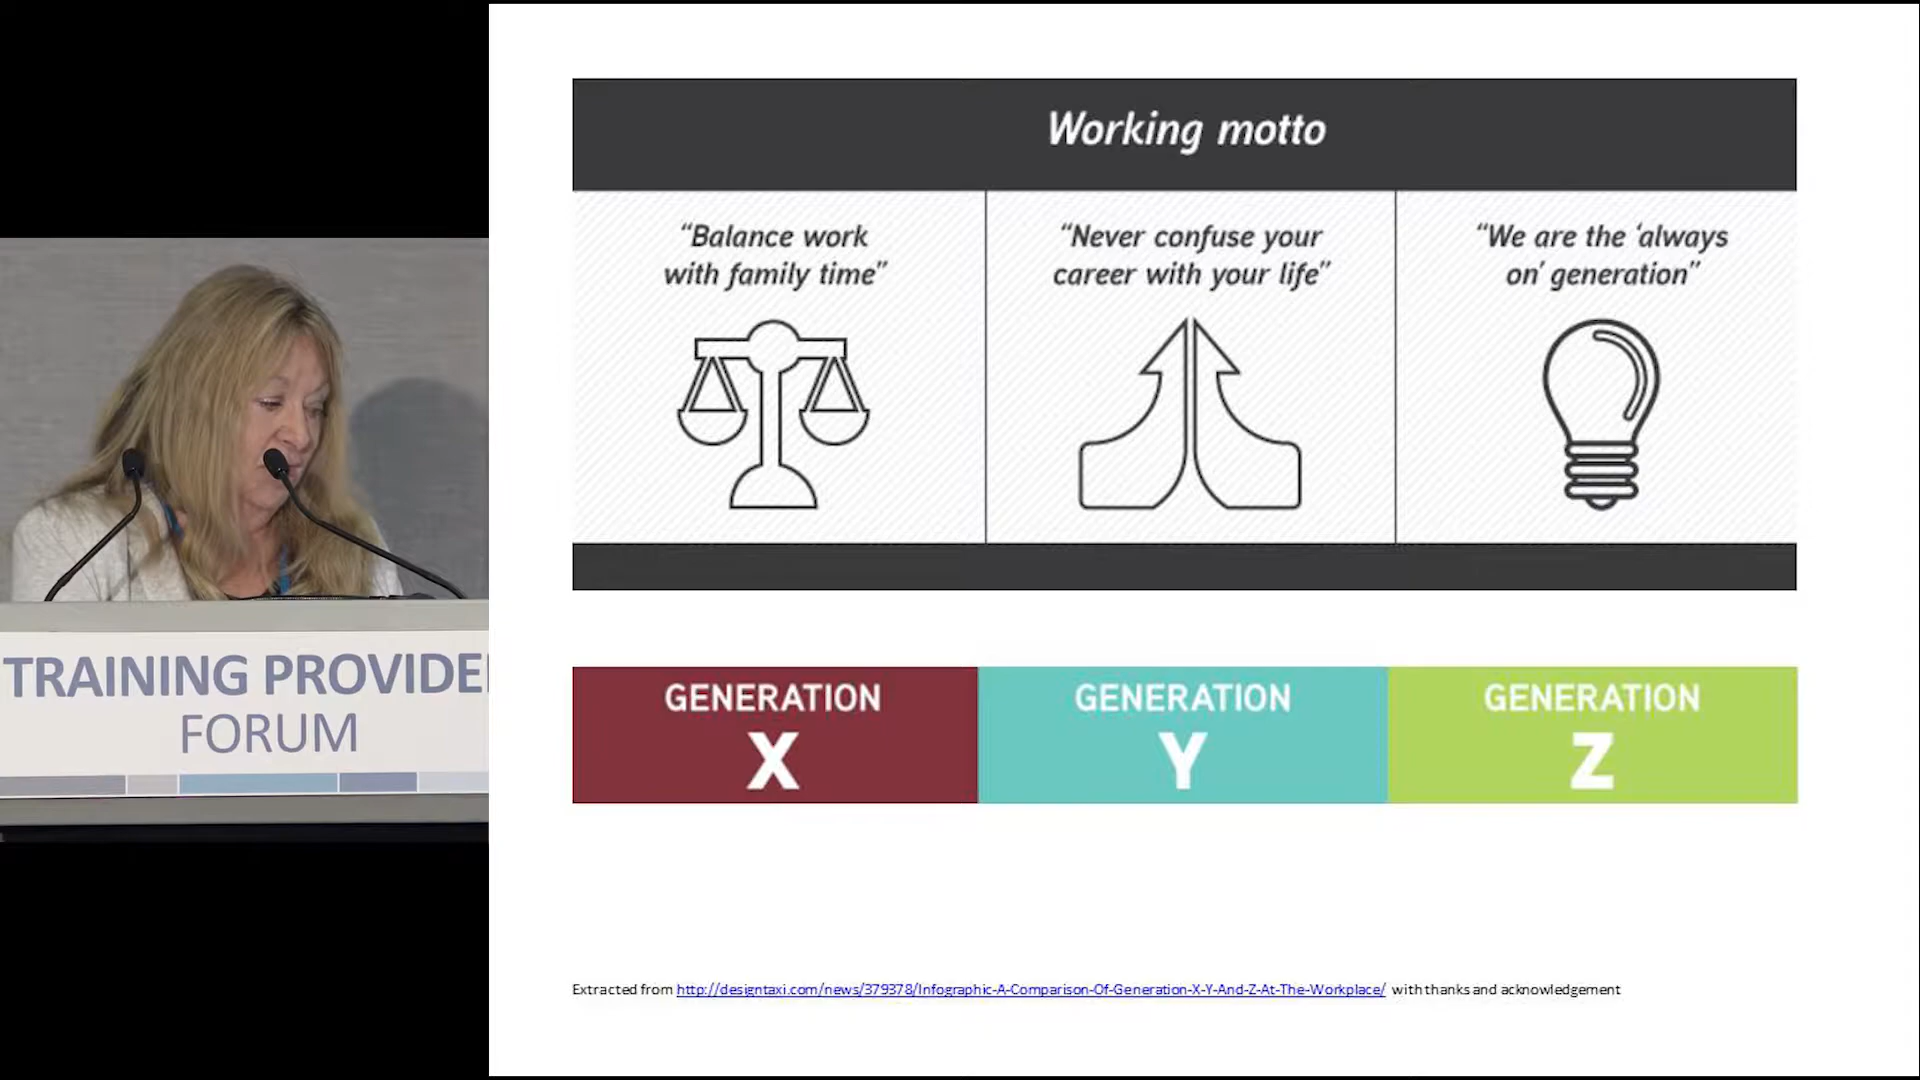 Working motto
“Balance work
with family time”
“Never confuse your
career with your life”
“We are the ‘always
on’ generation”
GENERATION
X
GENERATION
Y
GENERATION
Z
Extracted from http://designtaxi.com/news/379378/Infographic-A-Comparison-Of-Generation-X-Y-And-Z-At-The-Workplace/ with thanks and acknowledgement
TRAINING PROVIDE
FORUM